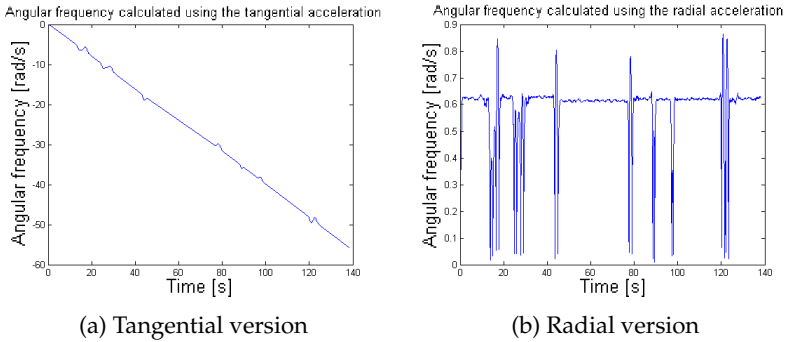 Angular frequency calculated using the tangential acceleration
0
-10
-20
-30
-40
-50
-60
Angular frequency [rad/s]
0 20 40 60 80 100 120 140
Time [s]
(a) Tangential version
Angular frequency calculated using the radial acceleration
0.9
0.8
0.7
0.6
0.5
0.4
0.3
0.2
0.1
0
Angular frequency [rad/s]
0 20 40 60 80 100 120 140
Time [s]
(b) Radial version